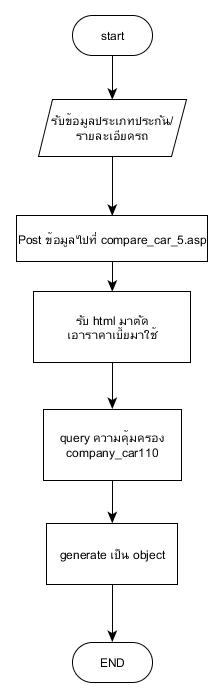 start
รับข้อมูลประเภทประกัน/
รายละเอียดรถ
Post ข้อมูลไปที่ compare_car_5.asp
รับ html มาตัด
เอาราคาเบี้ยมาใช้
query ความคุ้มครอง
company_car110
generate เป็น object
END